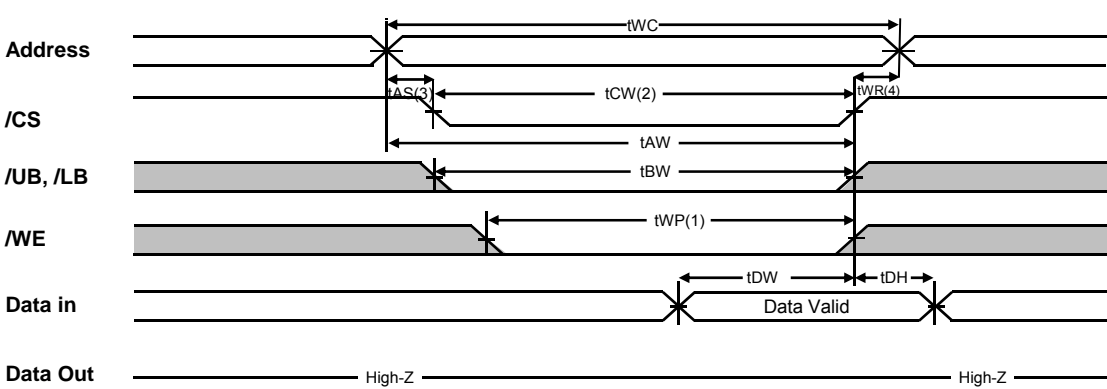 tWC
Address
tAS(3) tCW(2) tWR(4)
/CS
tAW
/UB, /LB tBW
tWP(1)
/WE
tDW tDH
Data in Data Valid
Data Out High-Z High-Z